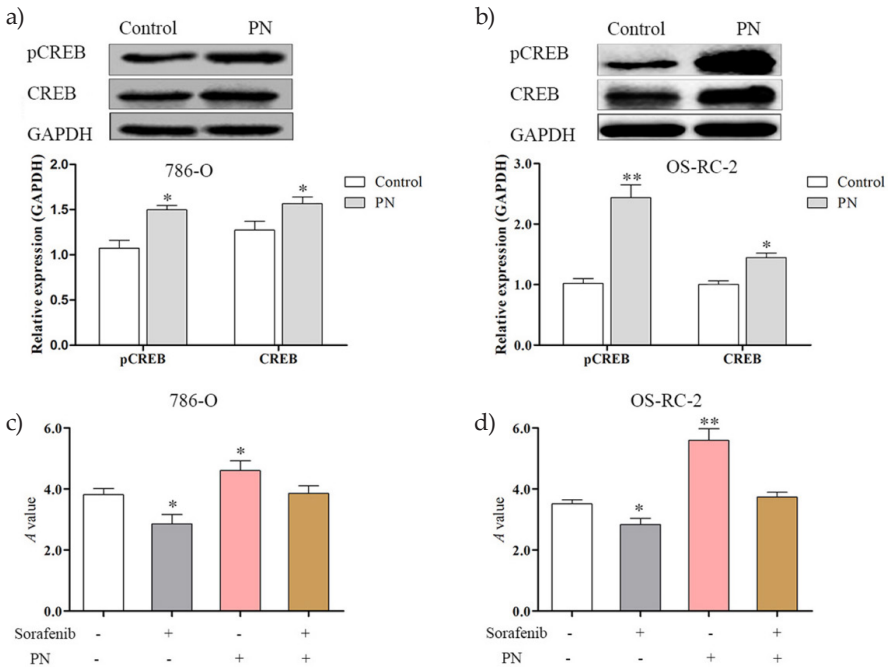 a)
Control PN
pCREB
CREB
GAPDH
786-O
Relative expression (GAPDH)
2.0
1.5
1.0
1.5
0.0
* *
Control
PN
pCREB CREB
b)
Control PN
pCREB
CREB
GAPDH
OS-RC-2
Relative expression (GAPDH)
3.0
2.0
1.0
0.0
** *
Control
PN
pCREB CREB
c)
786-O
A value
6.0
4.0
2.0
0.0
* *
Sorafenib - + - +
PN - - + +
d)
OS-RC-2
A value
6.0
4.0
2.0
0.0
* **
Sorafenib - + - +
PN - - + +